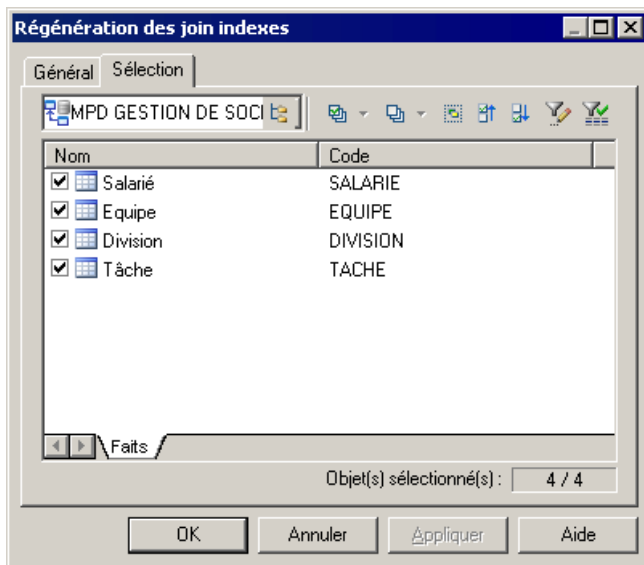 Régénération des join indexes
Général Sélection
MPD GESTION DE SOCI
Nom Code
Salarié SALARIE
Equipe EQUIPE
Division DIVISION
Tâche TACHE
Faits
Objet(s) sélectionné(s) : 4 / 4
OK Annuler Appliquer Aide